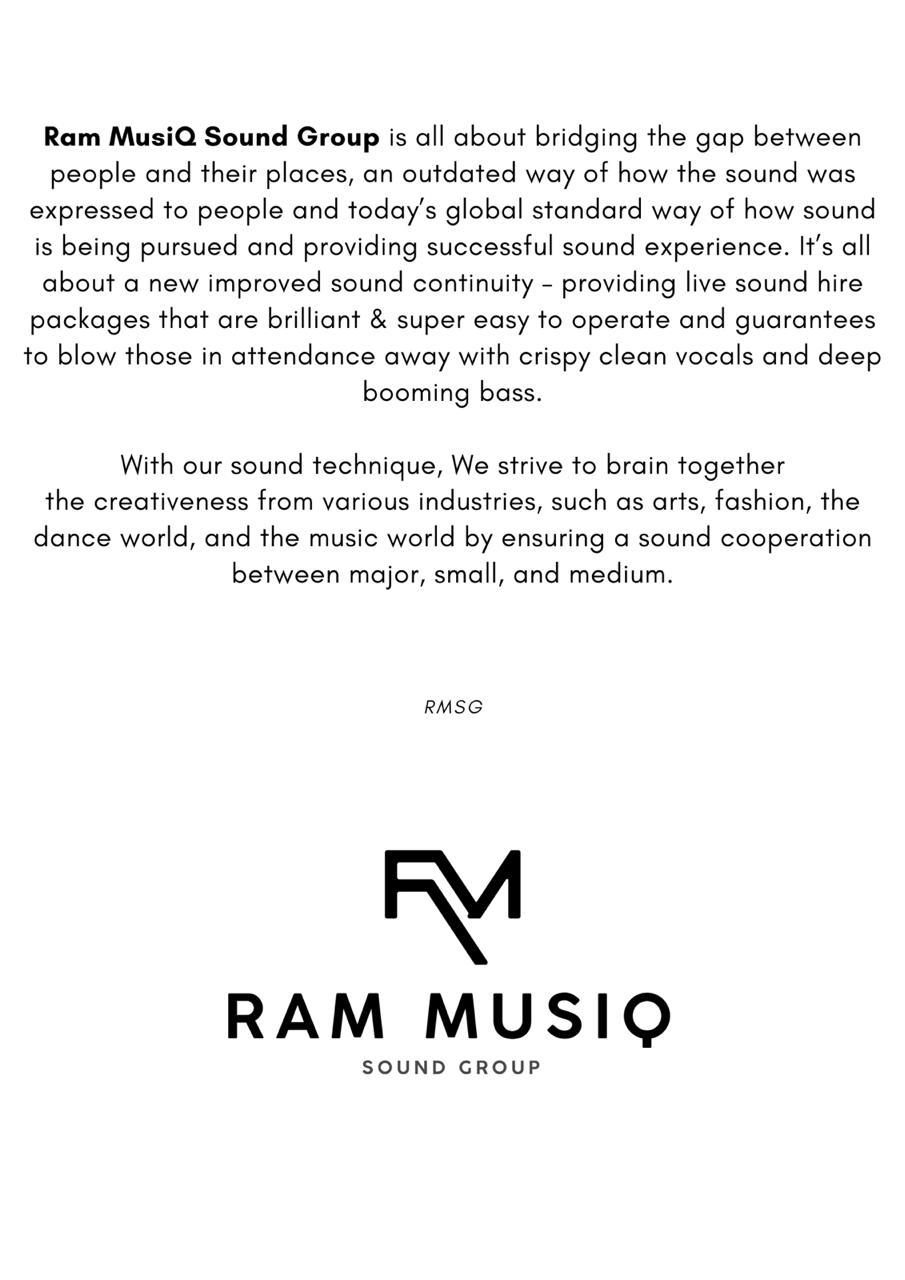 Ram MusiQ Sound Group is all about bridging the gap between
people and their places, an outdated way of how the sound was
expressed to people and today's global standard way of how sound
is being pursued and providing successful sound experience. It's all
about a new improved sound continuity – providing live sound hire
packages that are brilliant & super easy to operate and guarantees
to blow those in attendance away with crispy clean vocals and deep
booming bass.
With our sound technique, We strive to brain together
the creativeness from various industries, such as arts, fashion, the
dance world, and the music world by ensuring a sound cooperation
between major, small, and medium.
RMSG
RM
RAM MUSIQ
SOUND GROUP